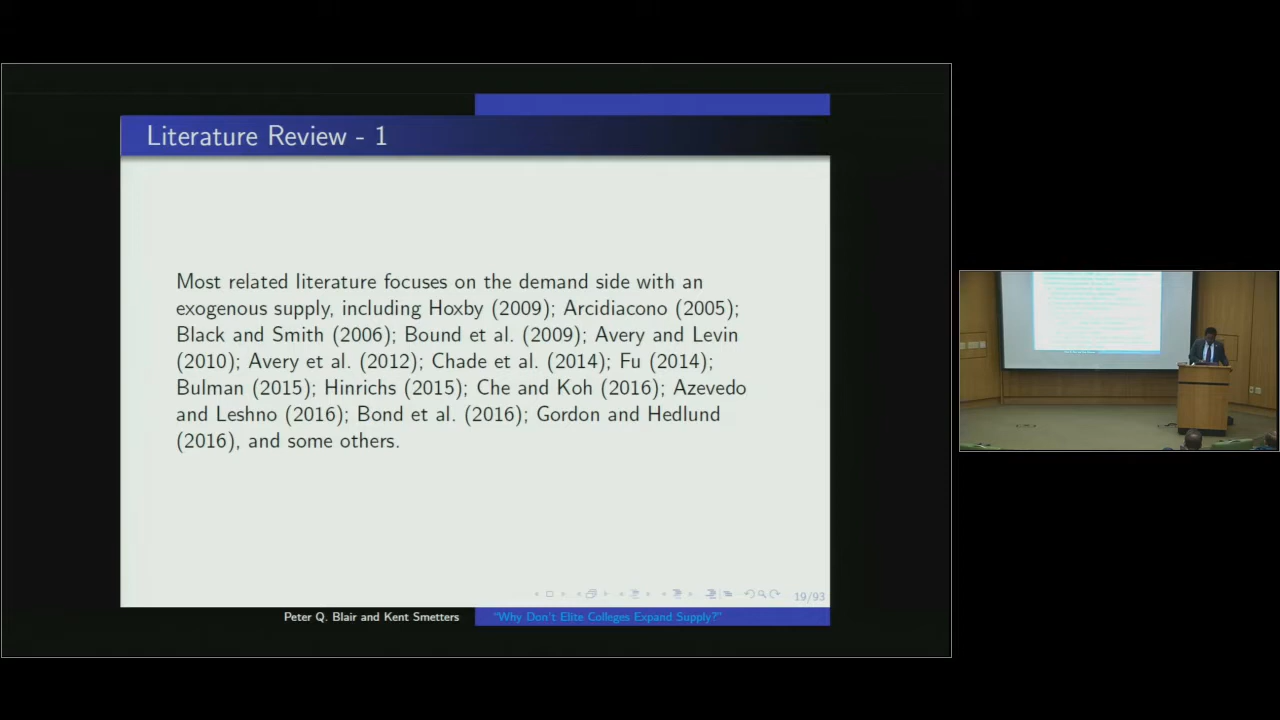 Literature Review - 1
Most related literature focuses on the demand side with an
exogenous supply, including Hoxby (2009); Arcidiacono (2005);
Black and Smith (2006); Bound et al. (2009); Avery and Levin
(2010); Avery et al. (2012); Chade et al. (2014); Fu (2014);
Bulman (2015); Hinrichs (2015); Che and Koh (2016); Azevedo
and Leshno (2016); Bond et al. (2016); Gordon and Hedlund
(2016), and some others.
19/93
Peter Q. Blair and Kent Smetters
"Why Don't Elite Colleges Expand Supply?"